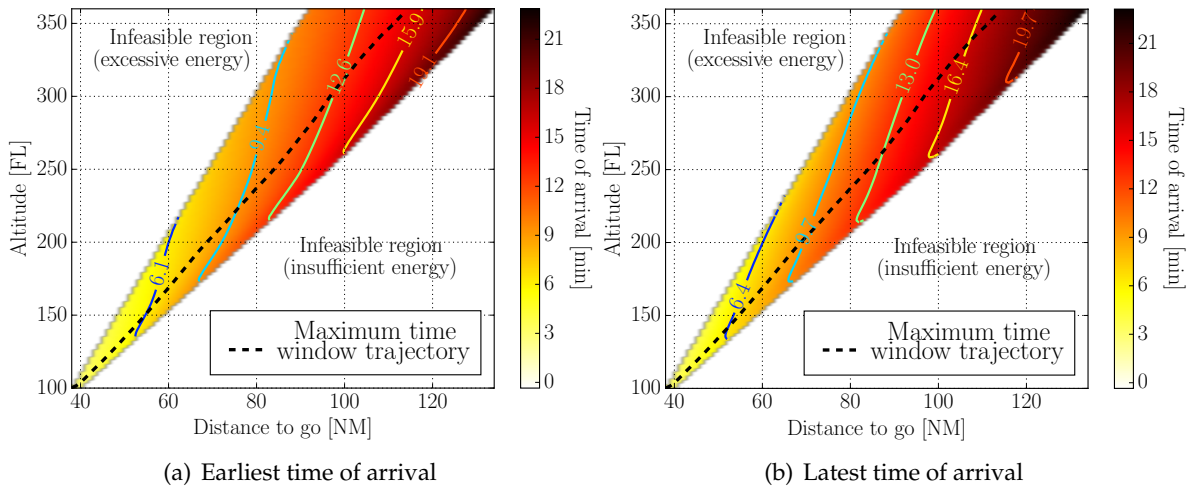 Infeasible region
(excessive energy)
Infeasible region
(insufficient energy)
6.1
9.4
12.6
15.9
19.1
Maximum time
window trajectory
350
300
250
200
150
100
Altitude [FL]
40 60 80 100 120
Distance to go [NM]
21
18
15
12
9
6
3
0
Time of arrival [min]
(a) Earliest time of arrival
Infeasible region
(excessive energy)
Infeasible region
(insufficient energy)
6.4
9.7
13.0
16.4
19.7
Maximum time
window trajectory
350
300
250
200
150
100
Altitude [FL]
40 60 80 100 120
Distance to go [NM]
21
18
15
12
9
6
3
0
Time of arrival [min]
(b) Latest time of arrival